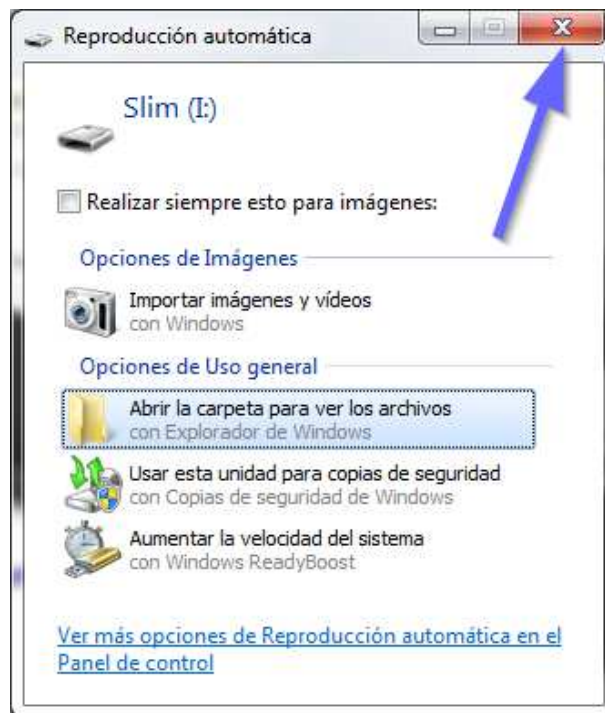 Reproducción automática
Slim (I:)
Realizar siempre esto para imágenes:
Opciones de Imágenes
Importar imágenes y vídeos
con Windows
Opciones de Uso general
Abrir la carpeta para ver los archivos
con Explorador de Windows
Usar esta unidad para copias de seguridad
con Copias de seguridad de Windows
Aumentar la velocidad del sistema
con Windows ReadyBoost
Ver más opciones de Reproducción automática en el
Panel de control